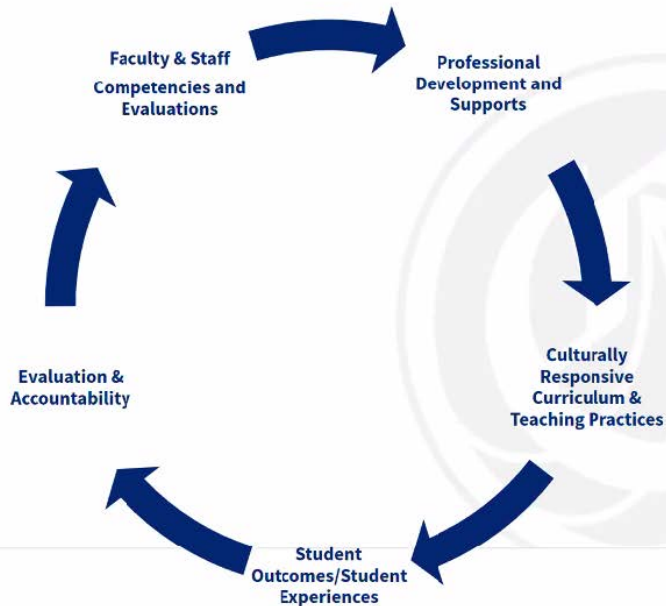 Faculty & Staff
Competencies and
Evaluations
Professional
Development and
Supports
Culturally
Responsive
Curriculum &
Teaching Practices
Student
Outcomes/Student
Experiences
Evaluation &
Accountability